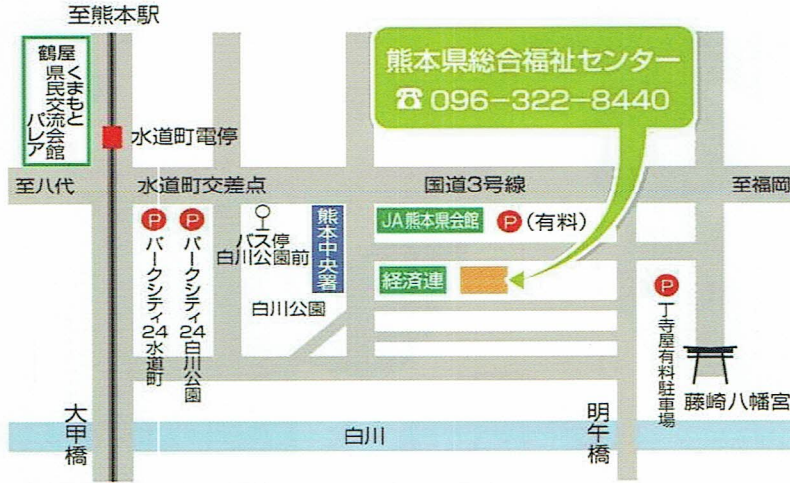 至熊本駅
鶴屋
くまもと
県民交流会館
パレア
水道町電停
熊本県総合福祉センター
☎ 096-322-8440
至八代
水道町交差点
国道3号線
至福岡
P
パークシティ24水道町
P
パークシティ24白川公園
バス停
白川公園前
熊本中央署
JA熊本県会館
P(有料)
経済連
白川公園
P
丁寺屋有料駐車場
藤崎八幡宮
大甲橋
白川
明午橋